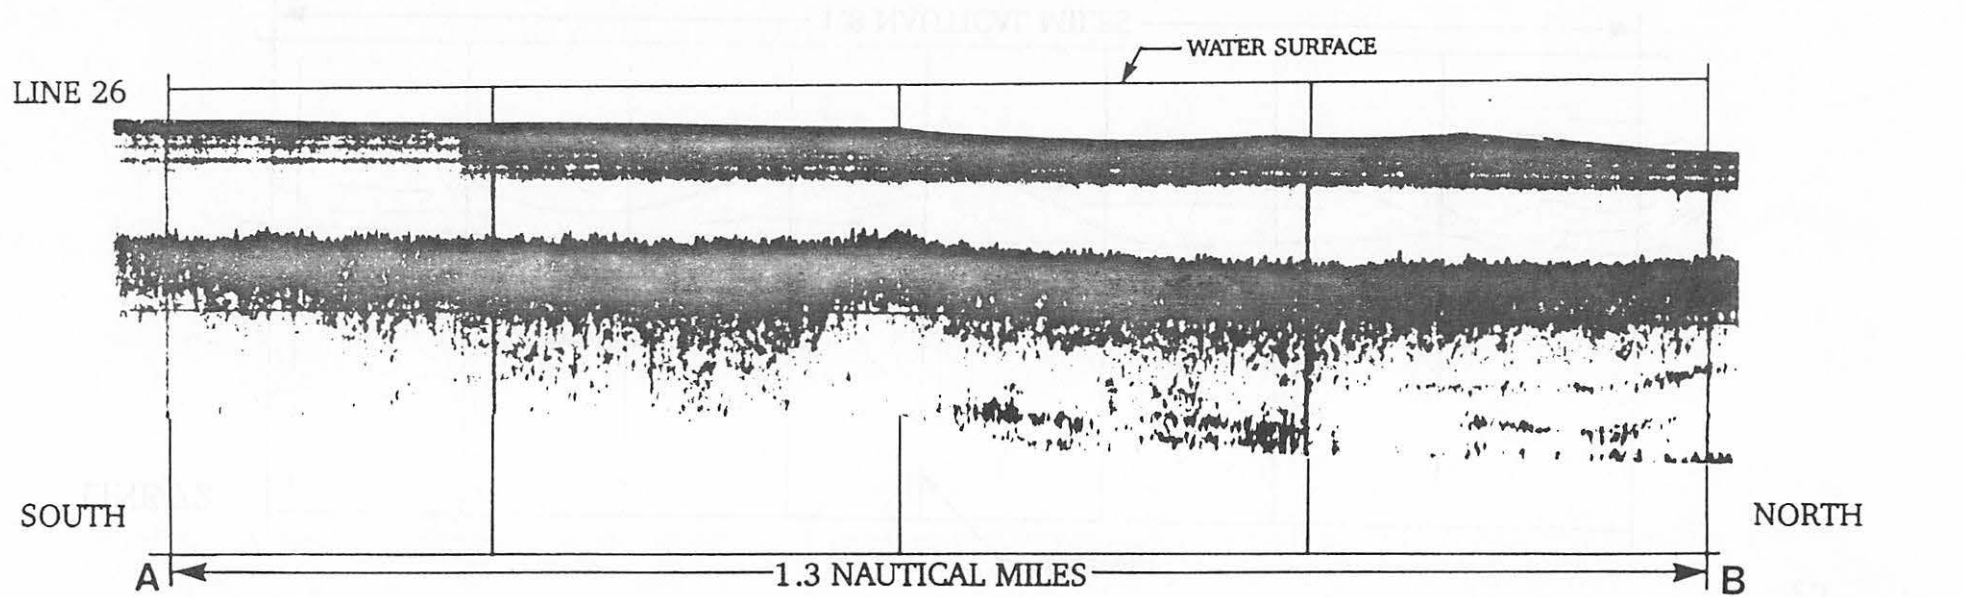 WATER SURFACE
LINE 26
SOUTH
NORTH
A
1.3 NAUTICAL MILES
B